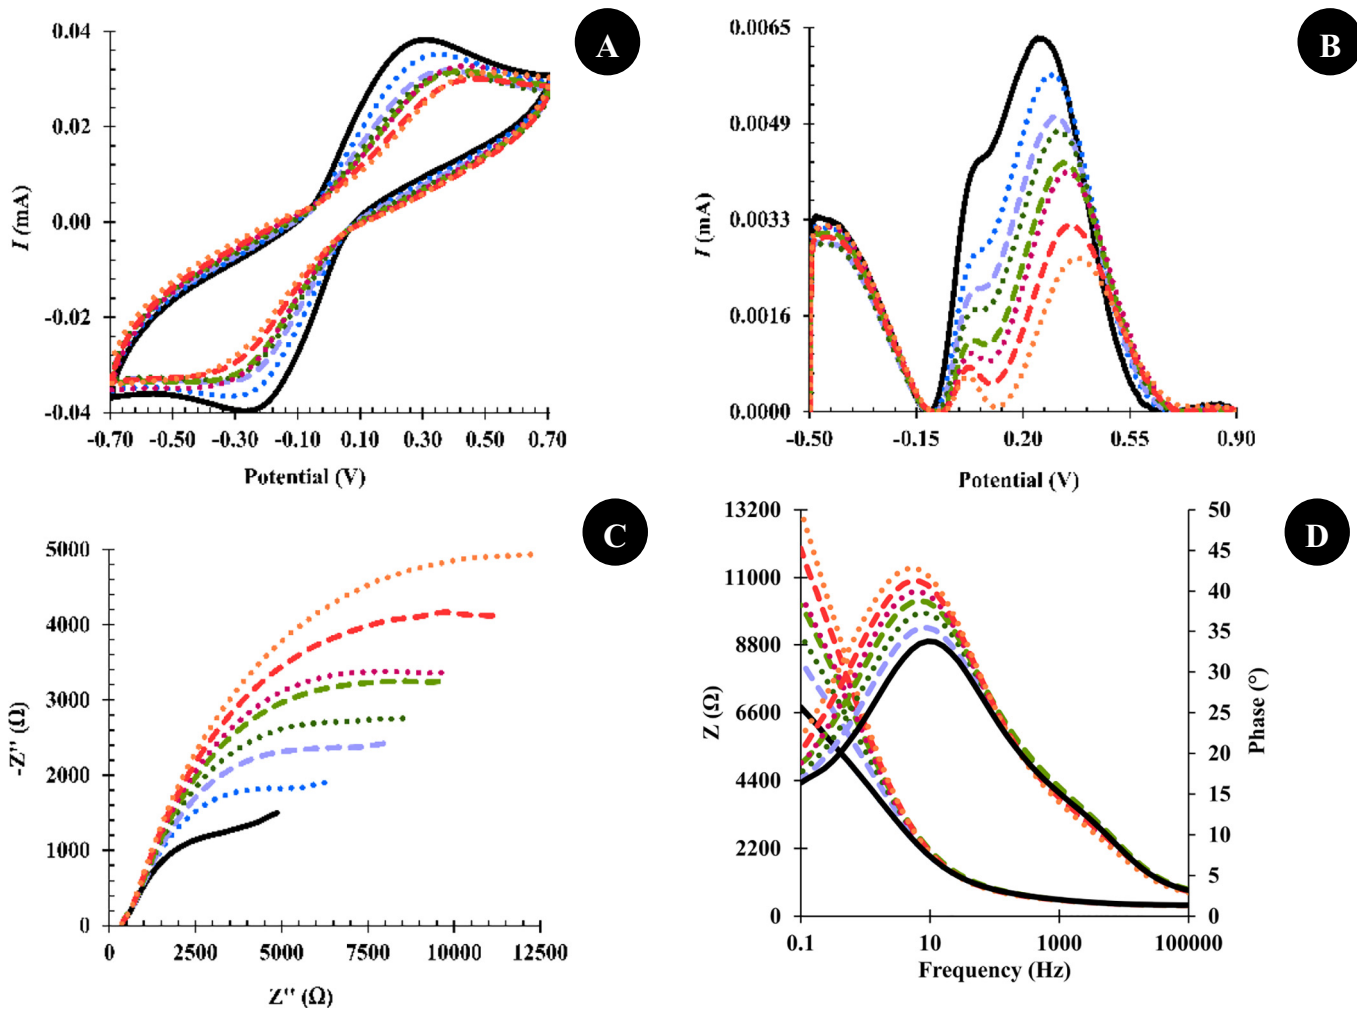 A
0.04
0.02
0.00
-0.02
-0.04
I (mA)
-0.70 -0.50 -0.30 -0.10 0.10 0.30 0.50 0.70
Potential (V)
B
0.0065
0.0049
0.0033
0.0016
0.0000
I (mA)
-0.50 -0.15 0.20 0.55 0.90
Potential (V)
C
5000
4000
3000
2000
1000
0
-Z'' (Ω)
0 2500 5000 7500 10000 12500
Z'' (Ω)
D
13200
11000
8800
6600
4400
2200
0
Z (Ω)
50
45
40
35
30
25
20
15
10
5
0
Phase (°)
0.1 10 1000 100000
Frequency (Hz)